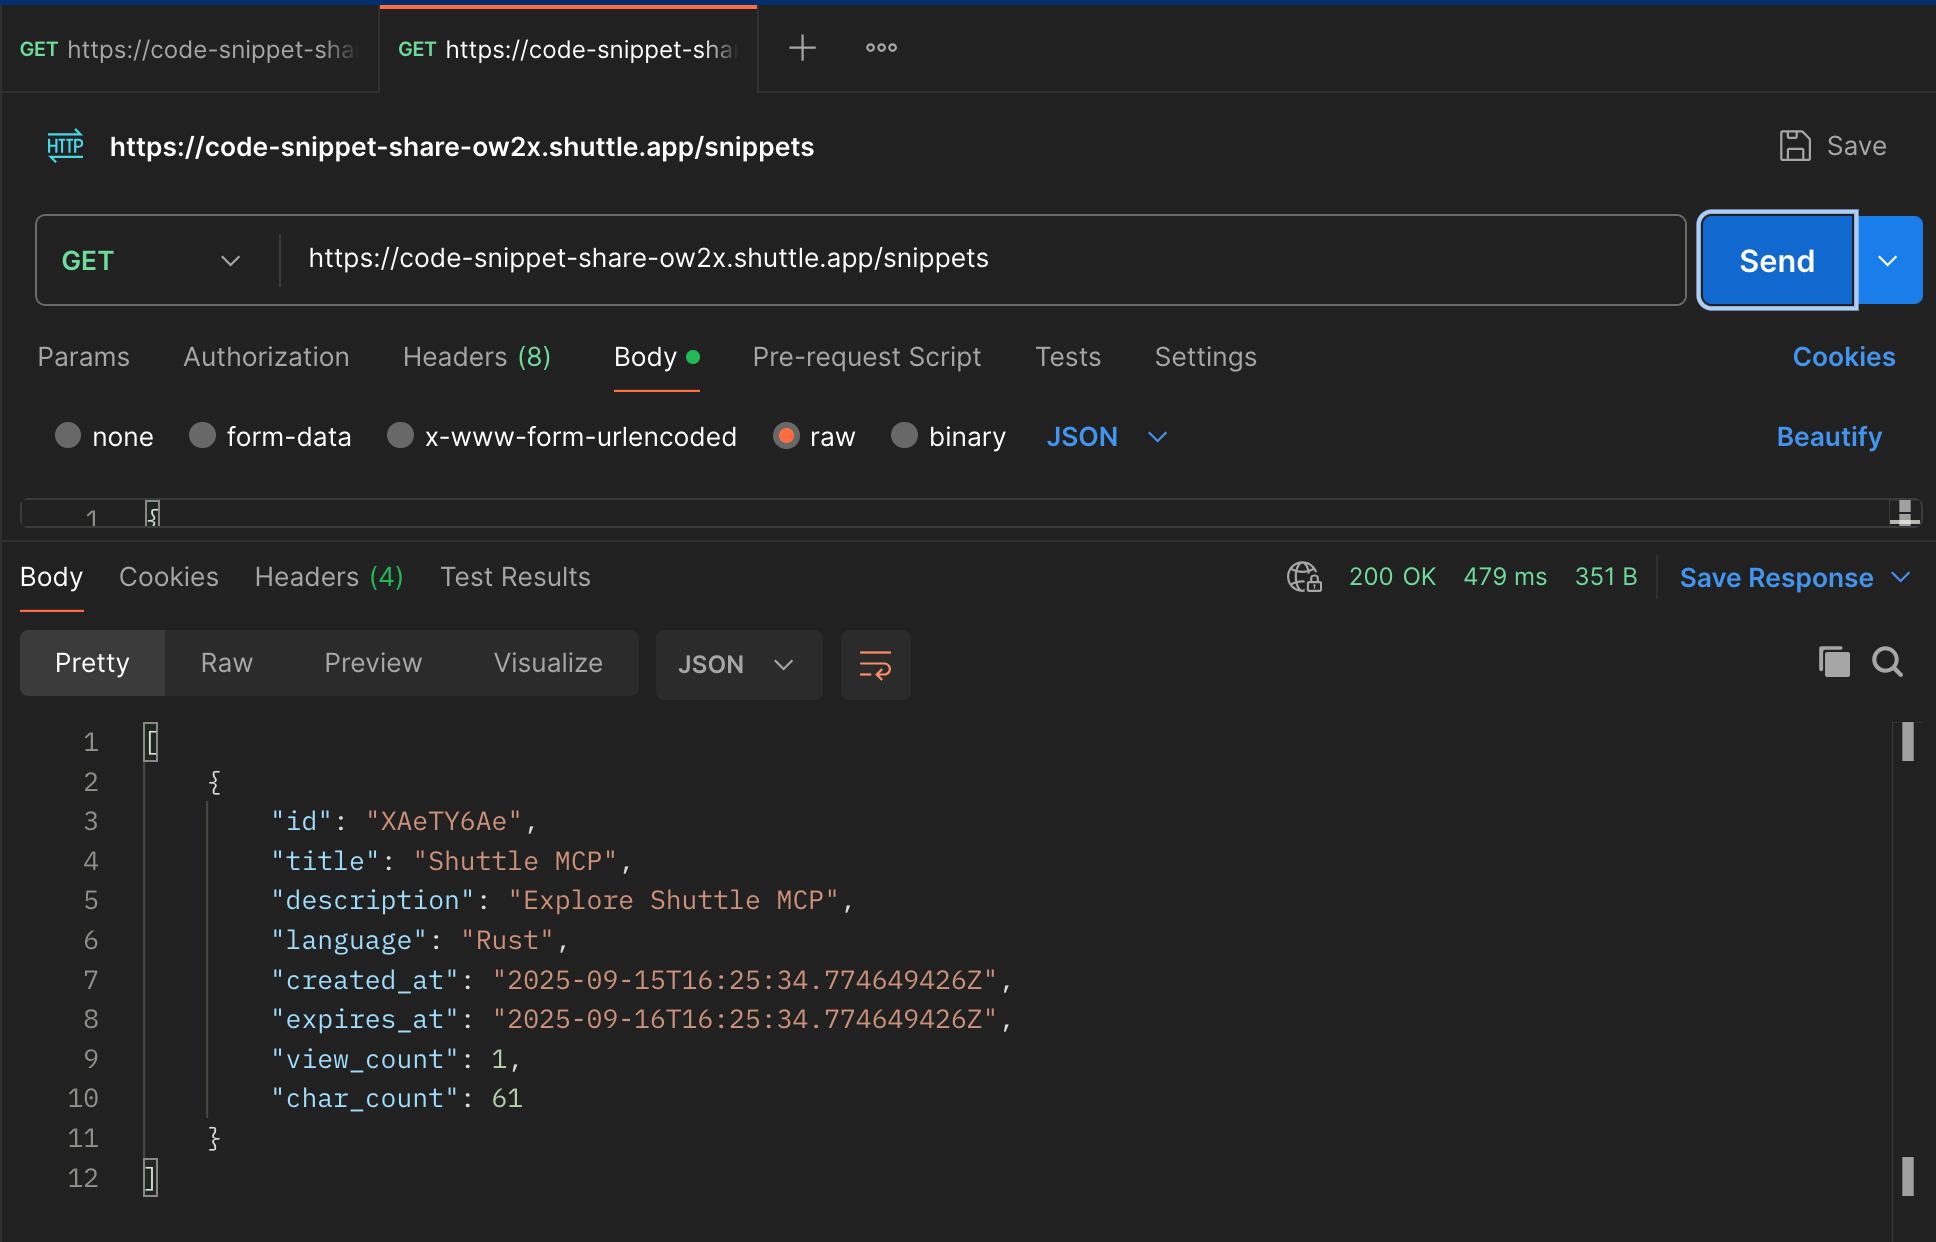 GET https://code-snippet-sha GET https://code-snippet-sha
HTTP https://code-snippet-share-ow2x.shuttle.app/snippets Save
GET https://code-snippet-share-ow2x.shuttle.app/snippets Send
Params Authorization Headers (8) Body Pre-request Script Tests Settings Cookies
none form-data x-www-form-urlencoded raw binary JSON Beautify
1 {
Body Cookies Headers (4) Test Results 200 OK 479 ms 351 B Save Response
Pretty Raw Preview Visualize JSON
1 [
2 {
3 "id": "XAeTY6Ae",
4 "title": "Shuttle MCP",
5 "description": "Explore Shuttle MCP",
6 "language": "Rust",
7 "created_at": "2025-09-15T16:25:34.774649426Z",
8 "expires_at": "2025-09-16T16:25:34.774649426Z",
9 "view_count": 1,
10 "char_count": 61
11 }
12 ]